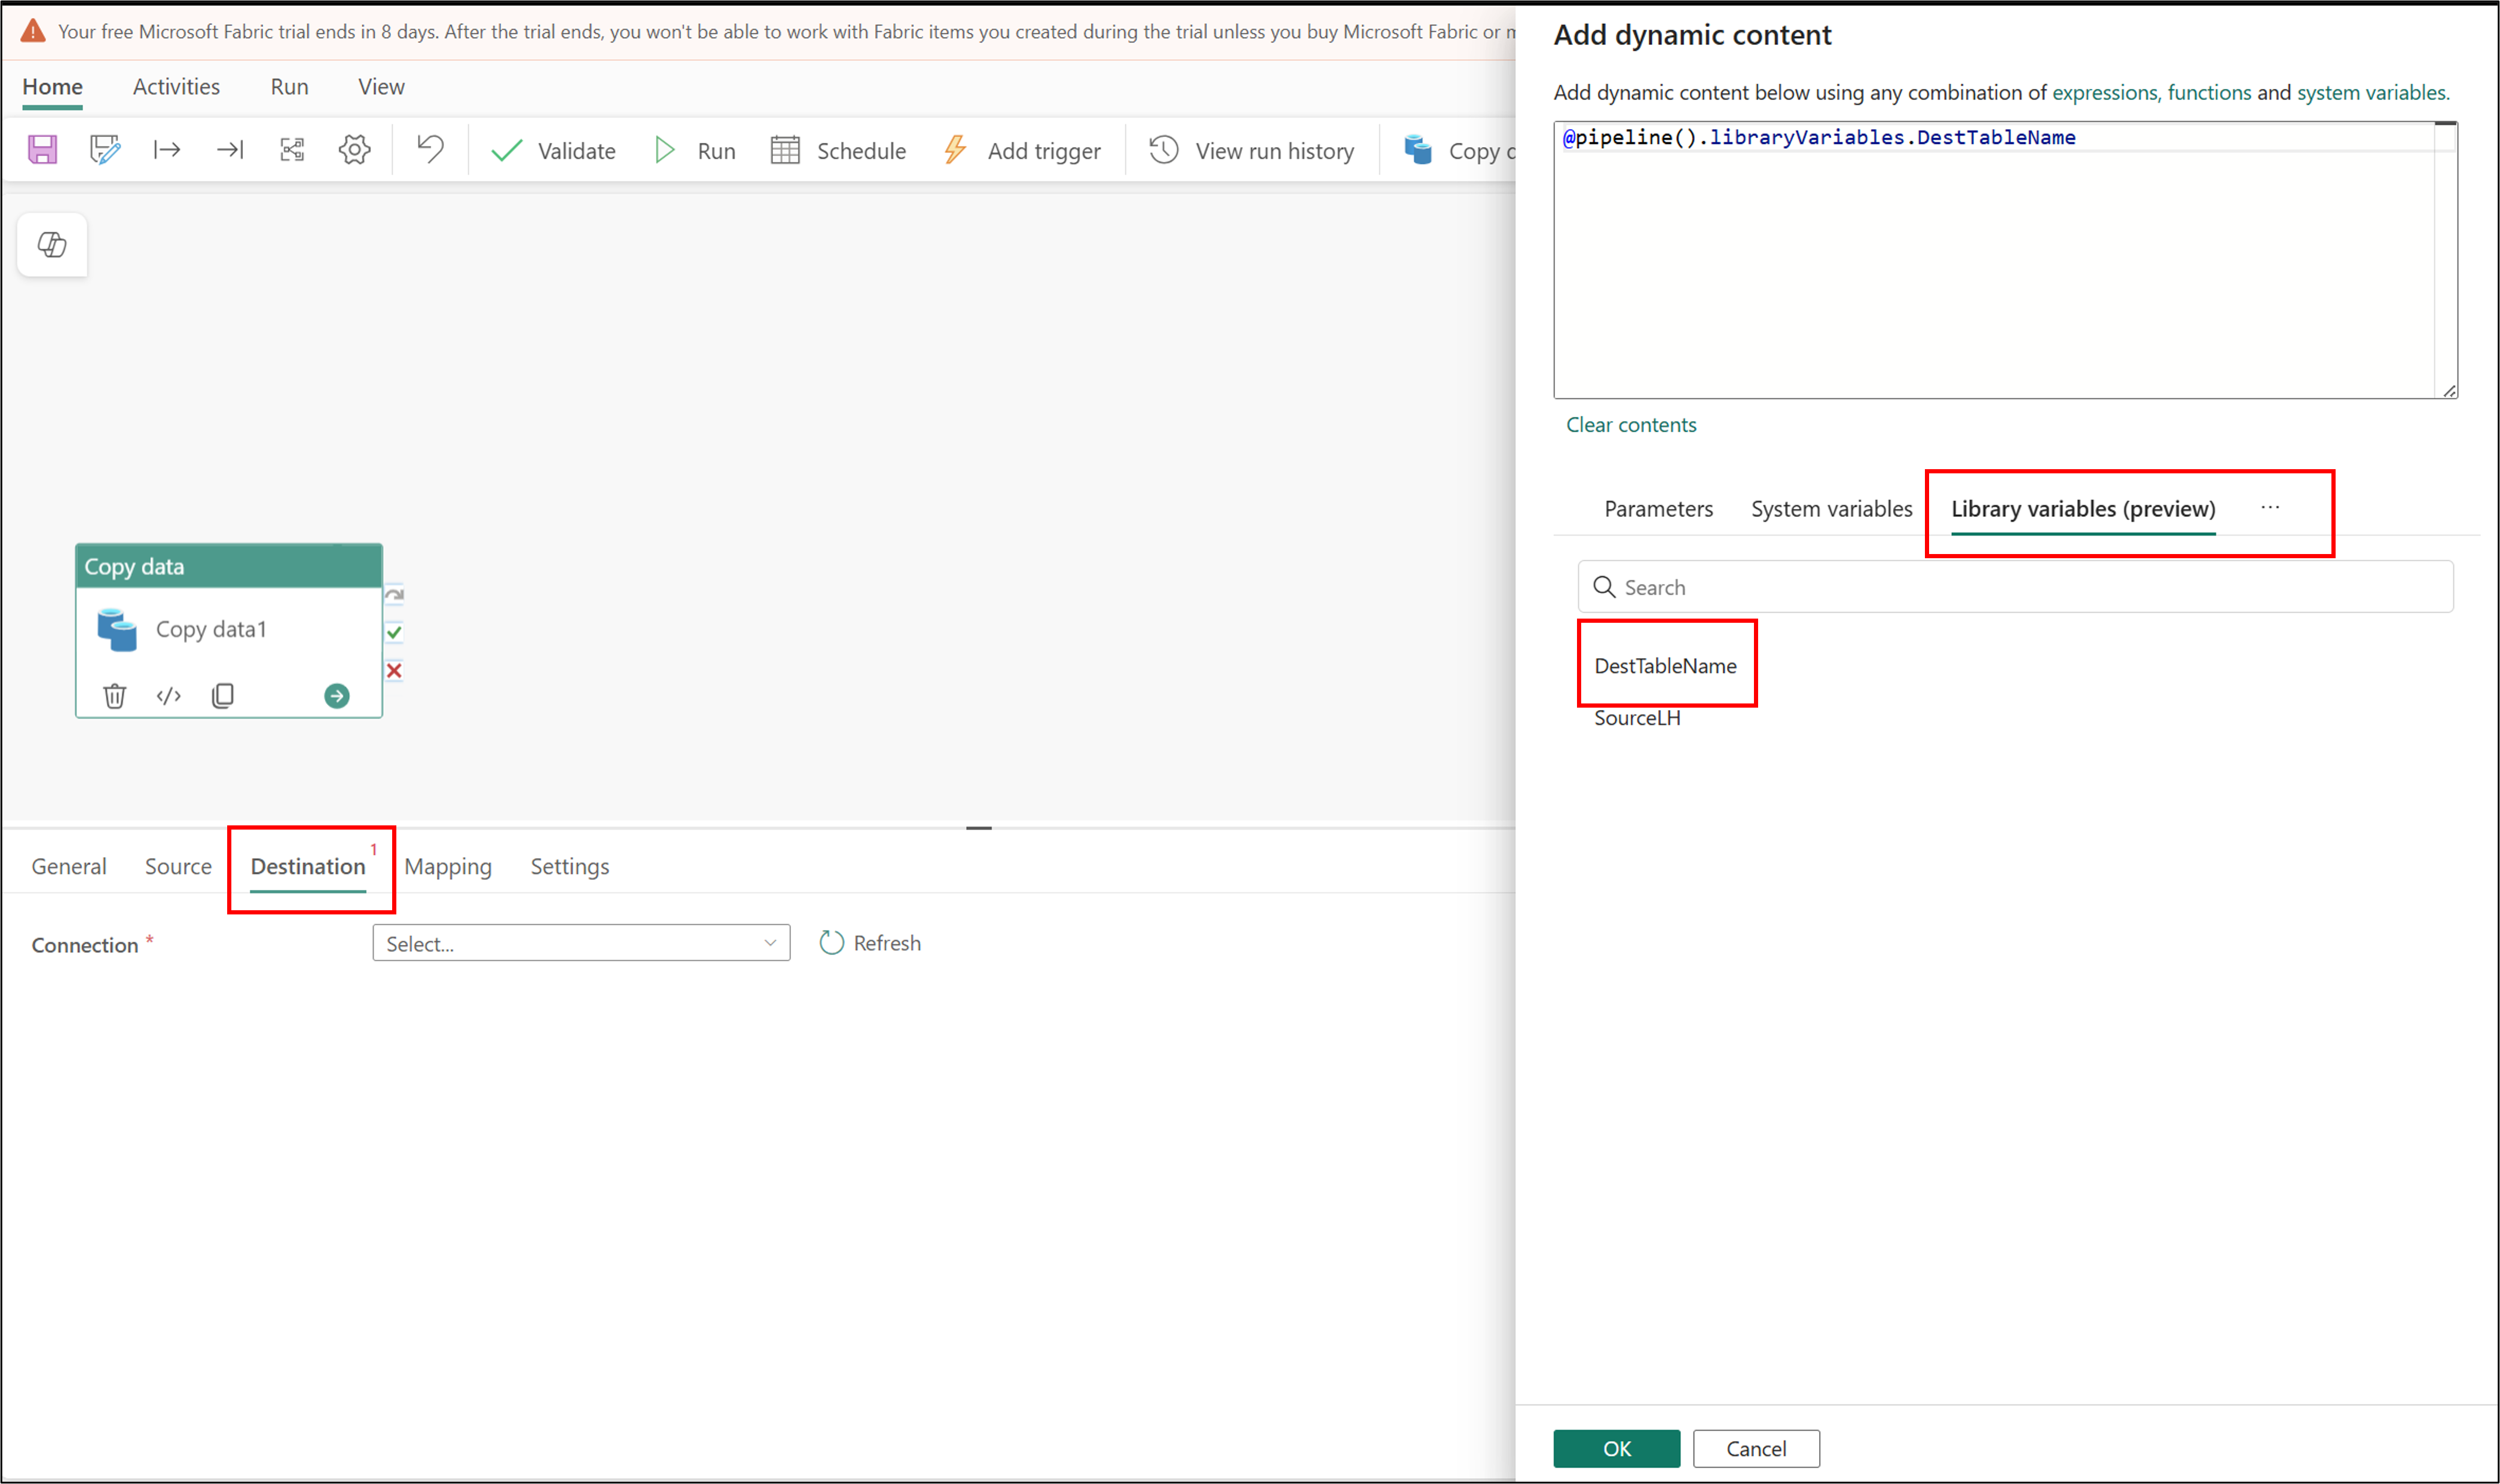 Your free Microsoft Fabric trial ends in 8 days. After the trial ends, you won't be able to work with Fabric items you created during the trial unless you buy Microsoft Fabric or
Home Activities Run View
Validate Run Schedule Add trigger View run history Copy
Copy data
Copy data1
General Source Destination 1 Mapping Settings
Connection * Select... Refresh
Add dynamic content
Add dynamic content below using any combination of expressions, functions and system variables.
@pipeline().libraryVariables.DestTableName
Clear contents
Parameters System variables Library variables (preview) ...
Search
DestTableName
SourceLH
OK Cancel